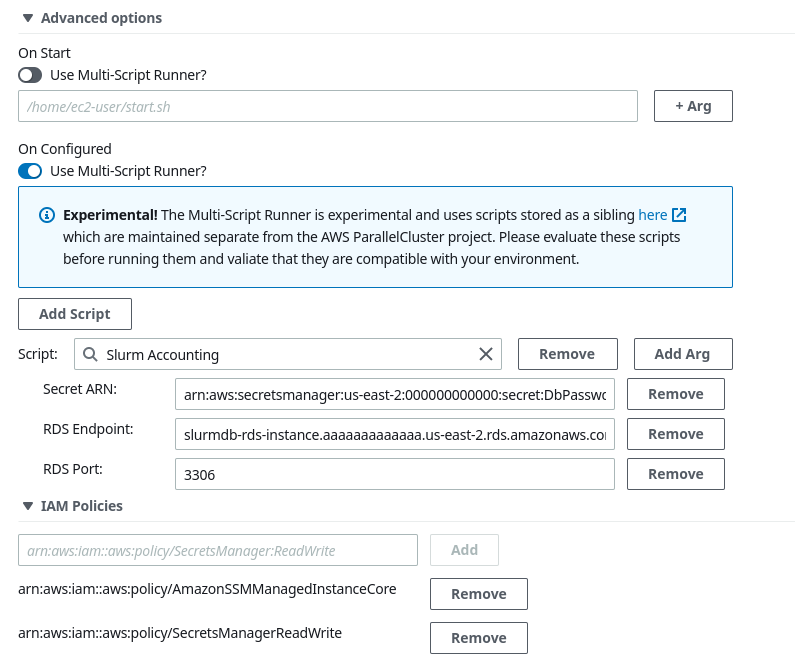 Advanced options
On Start
Use Multi-Script Runner?
/home/ec2-user/start.sh
+ Arg
On Configured
Use Multi-Script Runner?
Experimental! The Multi-Script Runner is experimental and uses scripts stored as a sibling here
which are maintained separate from the AWS ParallelCluster project. Please evaluate these scripts
before running them and valiate that they are compatible with your environment.
Add Script
Script: Slurm Accounting Remove Add Arg
Secret ARN: arn:aws:secretsmanager:us-east-2:000000000000:secret:DbPasswo Remove
RDS Endpoint: slurmdb-rds-instance.aaaaaaaaaaaaa.us-east-2.rds.amazonaws.co Remove
RDS Port: 3306 Remove
IAM Policies
arn:aws:iam::aws:policy/SecretsManager:ReadWrite Add
arn:aws:iam::aws:policy/AmazonSSMManagedInstanceCore Remove
arn:aws:iam::aws:policy/SecretsManagerReadWrite Remove